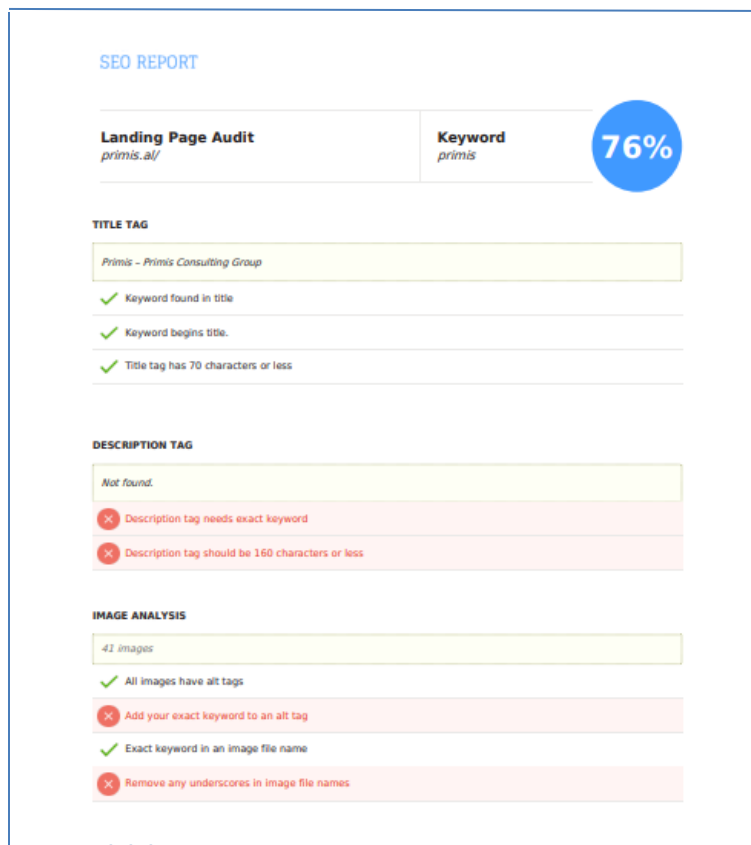 SEO REPORT
Landing Page Audit
primis.al/
Keyword
primis
76%
TITLE TAG
Primis – Primis Consulting Group
Keyword found in title
Keyword begins title.
Title tag has 70 characters or less
DESCRIPTION TAG
Not found.
Description tag needs exact keyword
Description tag should be 160 characters or less
IMAGE ANALYSIS
41 images
All images have alt tags
Add your exact keyword to an alt tag
Exact keyword in an image file name
Remove any underscores in image file names